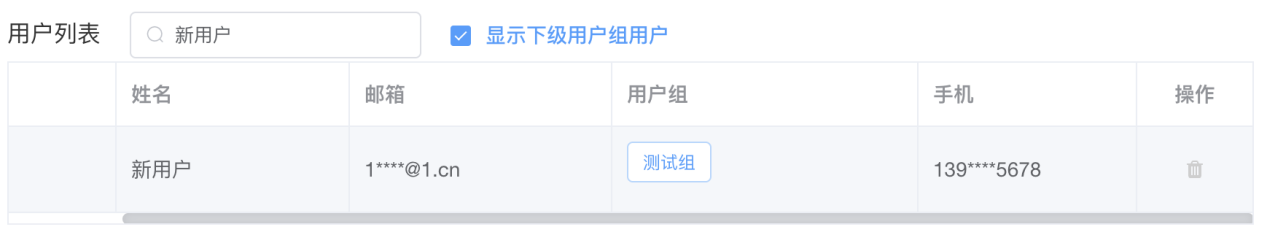 用户列表 新用户 显示下级用户组用户
姓名 邮箱 用户组 手机 操作
新用户 1****@1.cn 测试组 139****5678